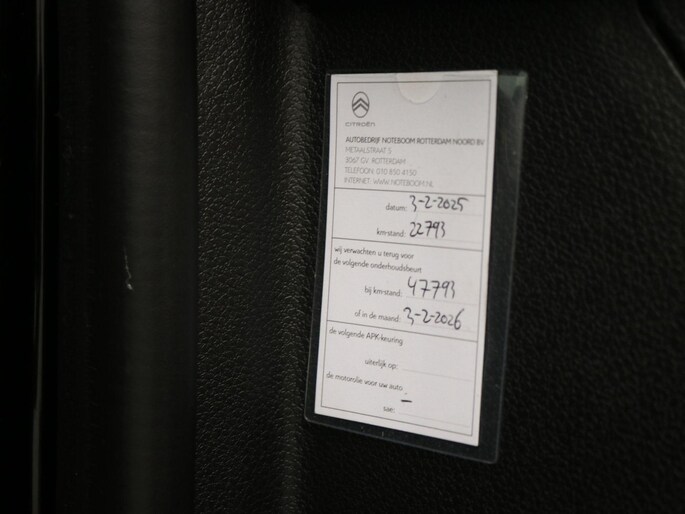 CITROËN
AUTOBEDRIJF NOTEBOOM ROTTERDAM NOORD BV
METAALSTRAAT 5
3067 GV ROTTERDAM
TELEFOON: 010 850 4150
INTERNET: WWW.NOTEBOOM.NL
datum: 3-2-2025
km-stand: 22793
wij verwachten u terug voor
de volgende onderhoudsbeurt
bij km-stand: 47793
of in de maand: 3-2-2026
de volgende APK-keuring
uiterlijk op:
de motorolie voor uw auto
sae: